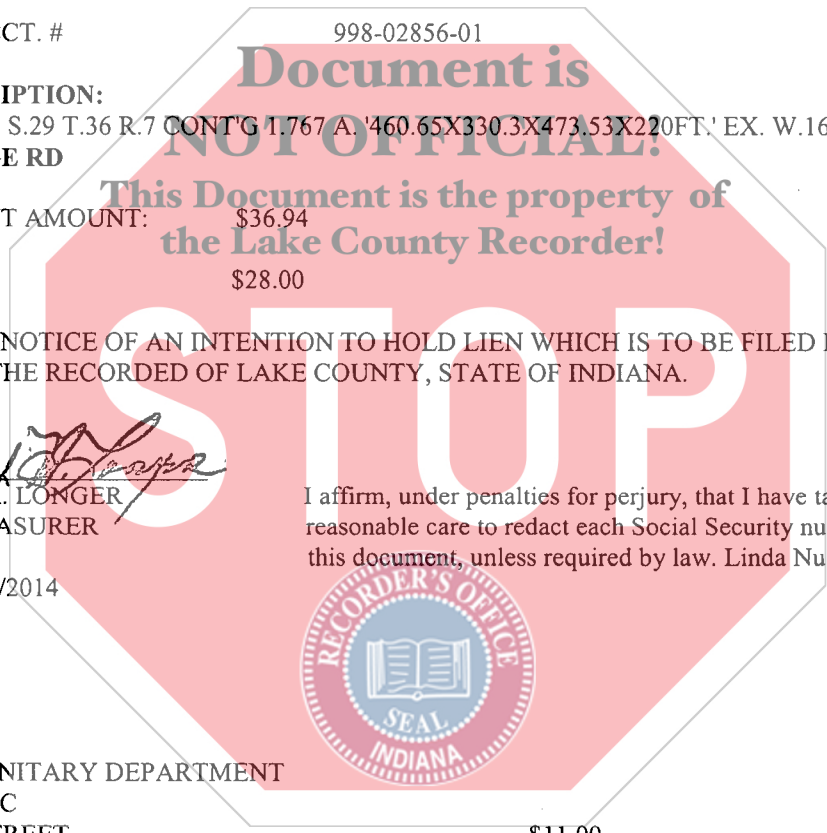 CT. # 998-02856-01
Document is
IPTION:
S.29 T.36 R.7 CONT'G 1.767 A. '460.65X330.3X473.53X220FT.' EX. W.16
NOT OFFICIAL!
E RD
This Document is the property of
T AMOUNT: $36.94
the Lake County Recorder!
$28.00
NOTICE OF AN INTENTION TO HOLD LIEN WHICH IS TO BE FILED
HE RECORDED OF LAKE COUNTY, STATE OF INDIANA.
STOP
. LONGER I affirm, under penalties for perjury, that I have ta
ASURER reasonable care to redact each Social Security nu
this document, unless required by law. Linda Nu
/2014
RECORDER'S OFFICE
SEAL
INDIANA
NITARY DEPARTMENT
C
TREET $11.00